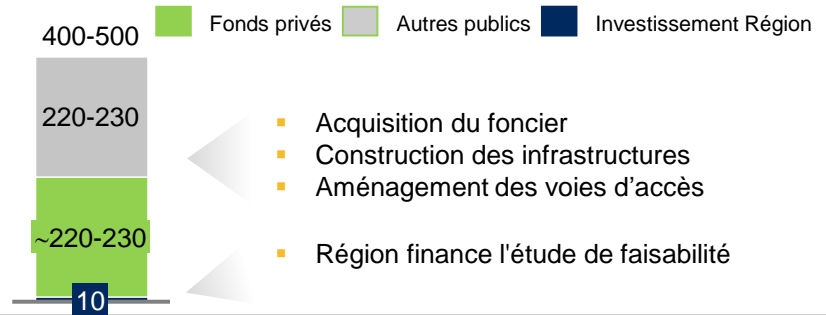 Fonds privés Autres publics Investissement Région
400-500
220-230
▪ Acquisition du foncier
▪ Construction des infrastructures
▪ Aménagement des voies d’accès
~220-230
▪ Région finance l'étude de faisabilité
10